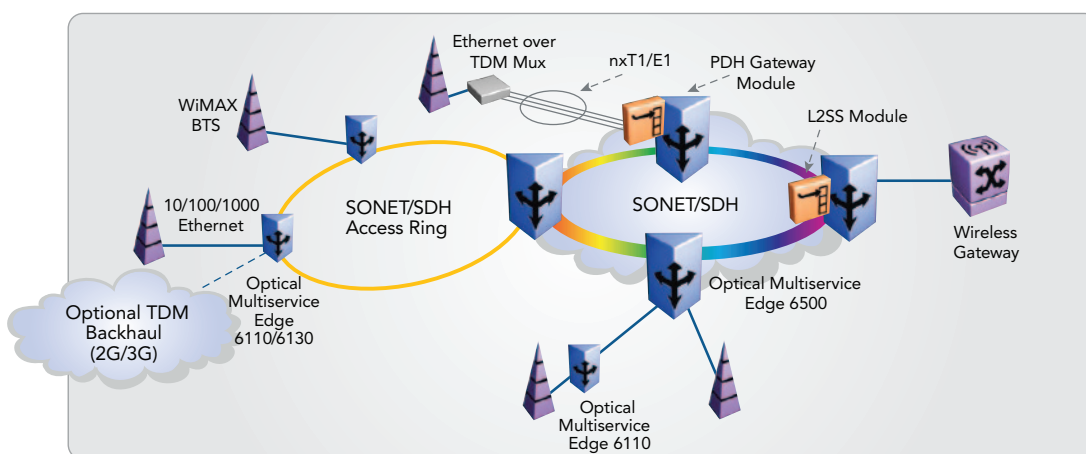 Ethernet over
TDM Mux
nxT1/E1
PDH Gateway
Module
WiMAX
BTS
L2SS Module
10/100/1000
Ethernet
SONET/SDH
Access Ring
SONET/SDH
Wireless
Gateway
Optional TDM
Backhaul
(2G/3G)
Optical
Multiservice
Edge
6110/6130
Optical Multiservice
Edge 6500
Optical
Multiservice
Edge 6110